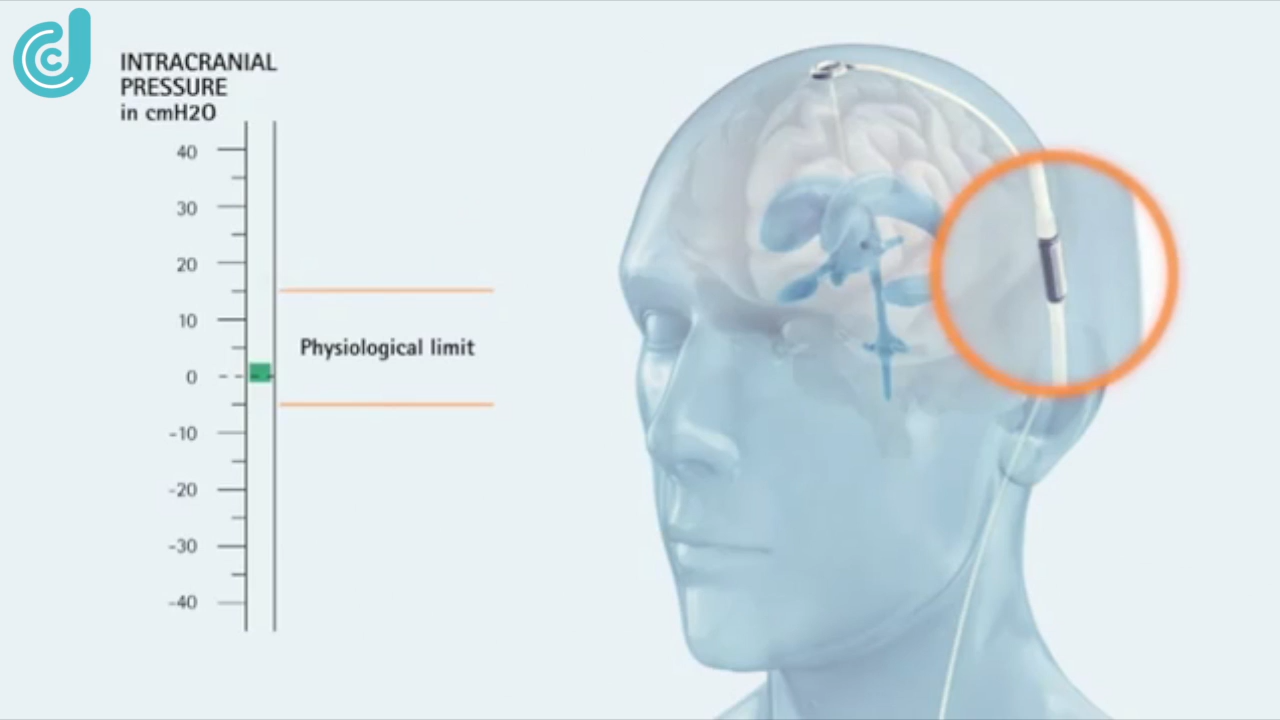 INTRACRANIAL
PRESSURE
in cmH2O
40
30
20
10
Physiological limit
0
-10
-20
-30
-40